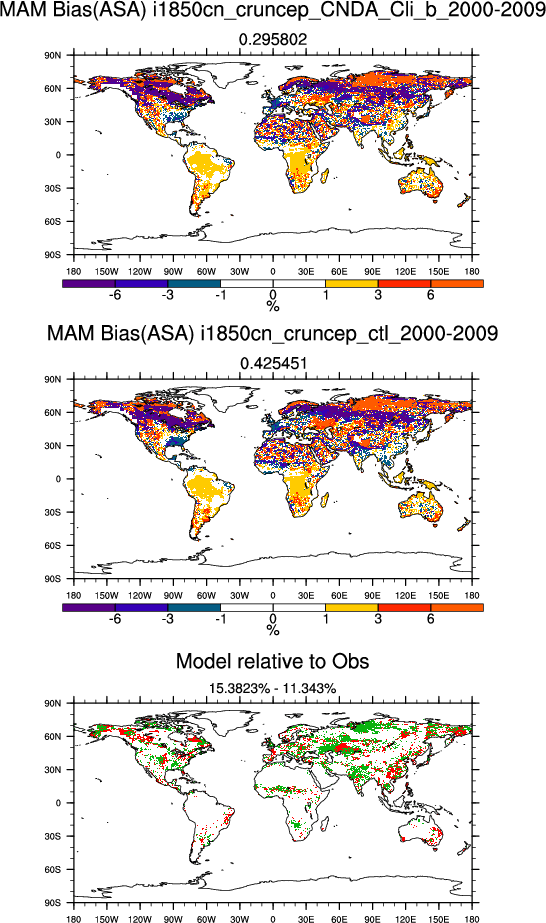 MAM Bias(ASA) i1850cn_cruncep_CNDA_Cli_b_2000-2009
0.295802
90N
60N
30N
0
30S
60S
90S
180 150W 120W 90W 60W 30W 0 30E 60E 90E 120E 150E 180
-6 -3 -1 0 1 3 6
%
MAM Bias(ASA) i1850cn_cruncep_ctl_2000-2009
0.425451
90N
60N
30N
0
30S
60S
90S
180 150W 120W 90W 60W 30W 0 30E 60E 90E 120E 150E 180
-6 -3 -1 0 1 3 6
%
Model relative to Obs
15.3823% - 11.343%
90N
60N
30N
0
30S
60S
90S
180 150W 120W 90W 60W 30W 0 30E 60E 90E 120E 150E 180